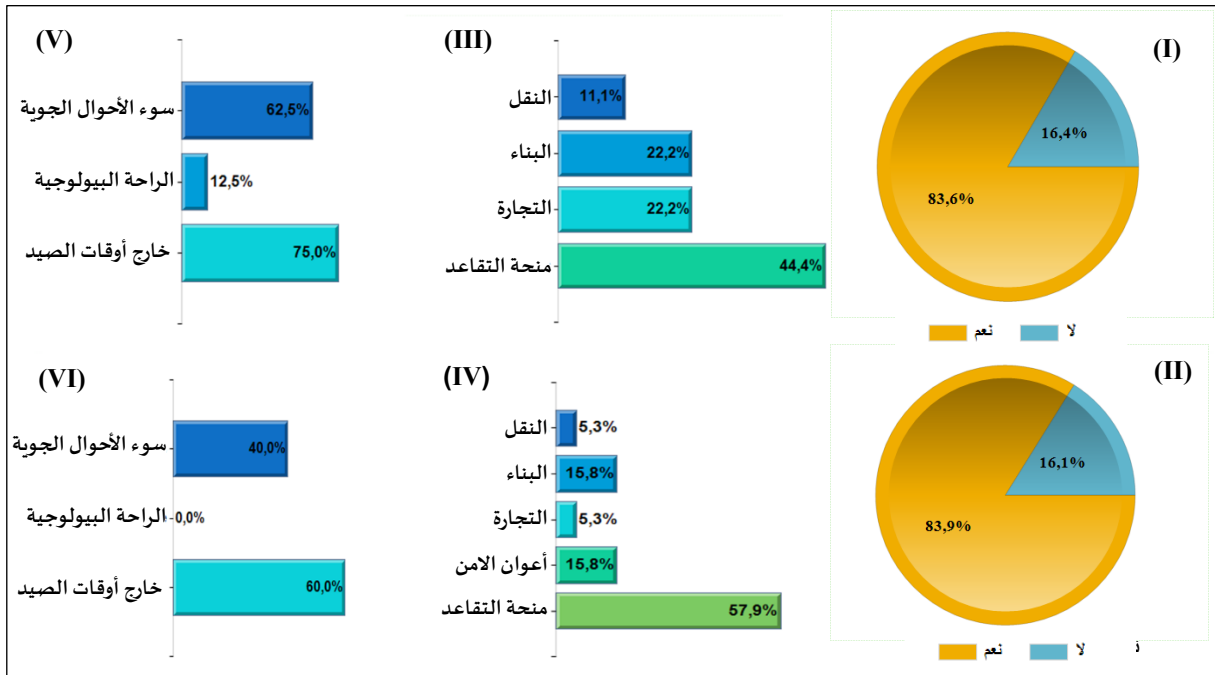 (I)
16,4%
83,6%
نعم
لا
(III)
النقل
11,1%
البناء
22,2%
التجارة
22,2%
منحة التقاعد
44,4%
(V)
سوء الأحوال الجوية
62,5%
الراحة البيولوجية
12,5%
خارج أوقات الصيد
75,0%
(II)
16,1%
83,9%
نعم
لا
ن
(IV)
النقل
5,3%
البناء
15,8%
التجارة
5,3%
أعوان الامن
15,8%
منحة التقاعد
57,9%
(VI)
سوء الأحوال الجوية
40,0%
الراحة البيولوجية
0,0%
خارج أوقات الصيد
60,0%